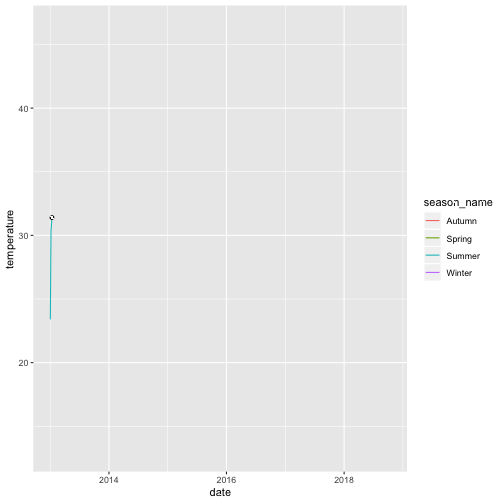 temperature
40
30
20
2014
2016
2018
date
season_name
Autumn
Spring
Summer
Winter